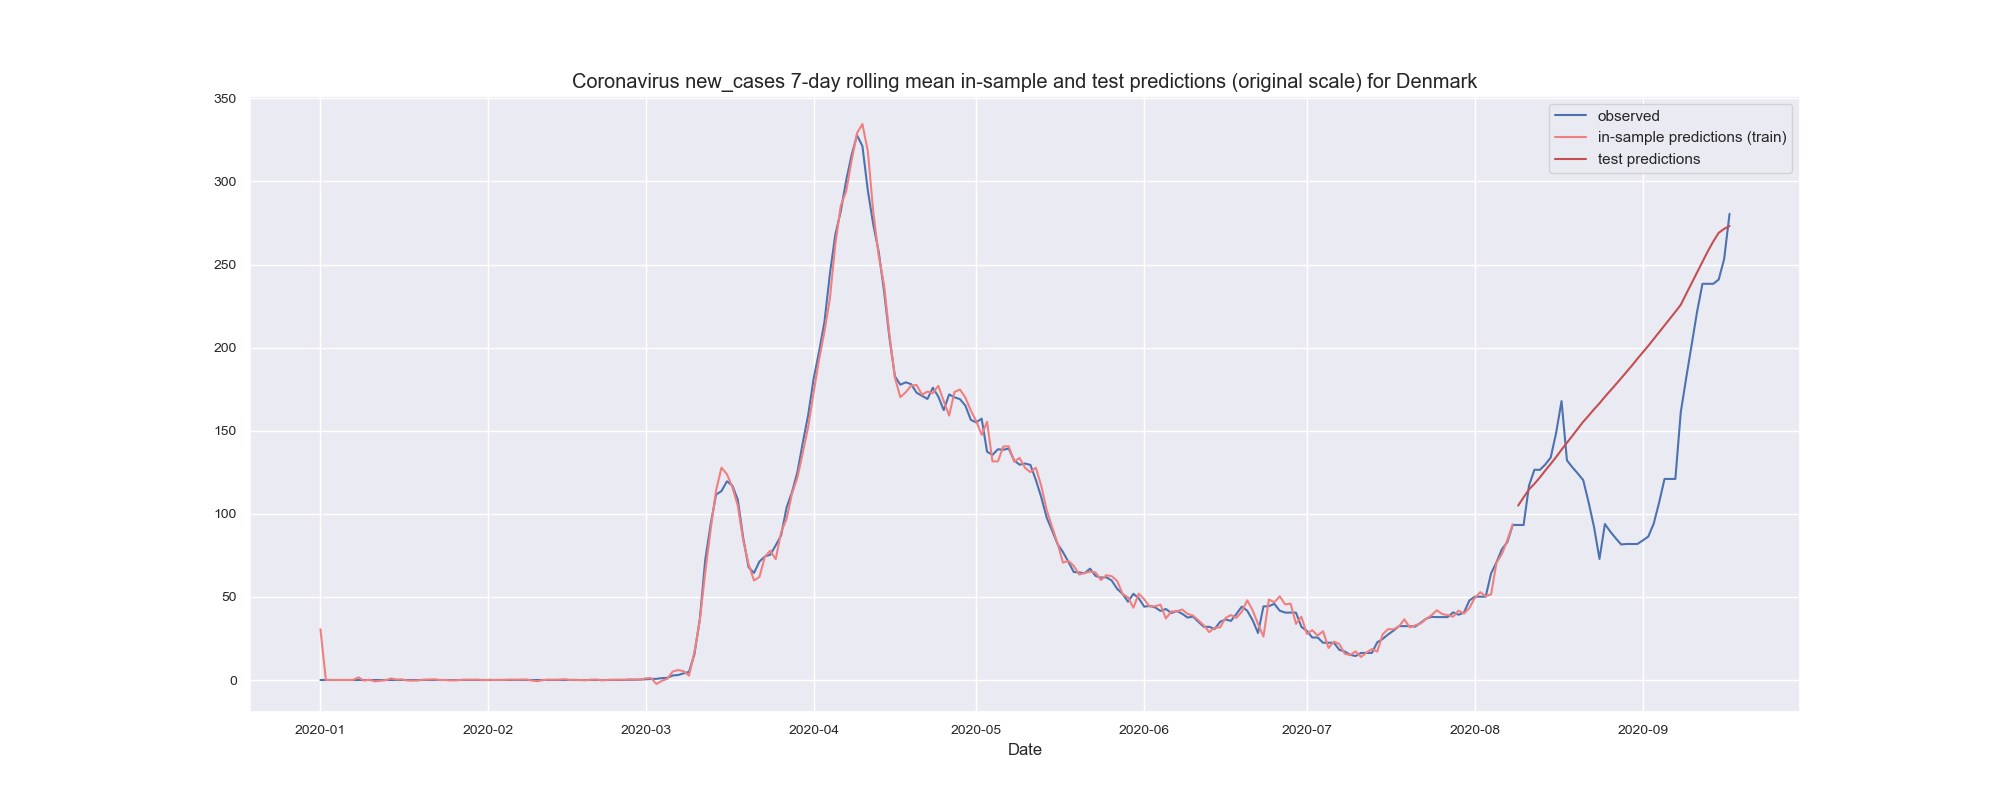 Coronavirus new_cases 7-day rolling mean in-sample and test predictions (original scale) for Denmark
observed
in-sample predictions (train)
test predictions
350
300
250
200
150
100
50
0
2020-01 2020-02 2020-03 2020-04 2020-05 2020-06 2020-07 2020-08 2020-09
Date